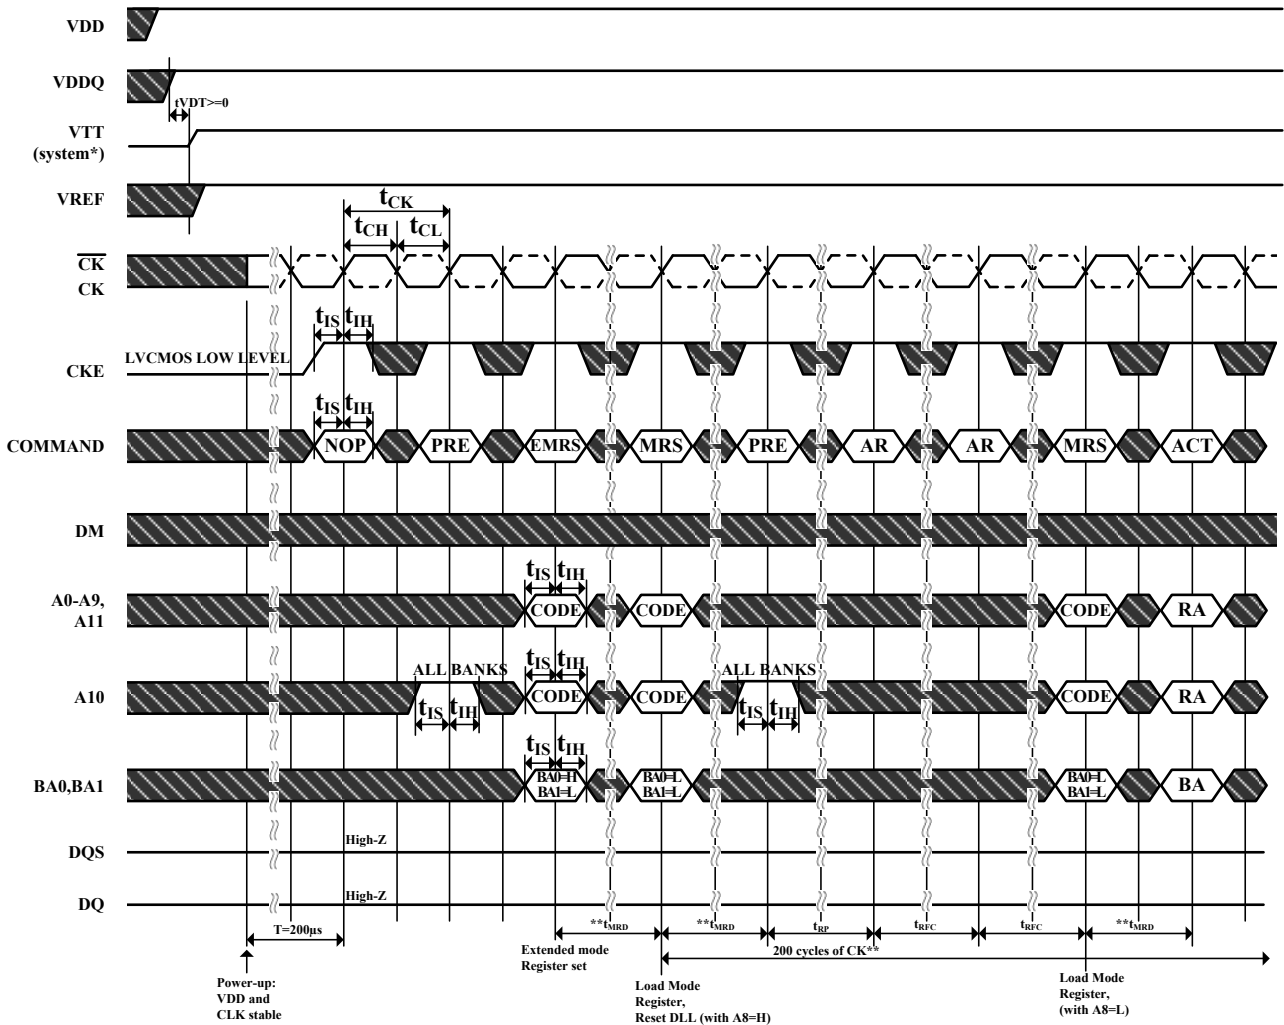 VDD
VDDQ
tVDT>=0
VTT
(system*)
VREF
tCK
tCH tCL
CK
CK
tIS tIH
LVCMOS LOW LEVEL
CKE
tIS tIH
COMMAND NOP PRE EMRS MRS PRE AR AR MRS ACT
DM
tIS tIH
A0-A9,
A11
CODE CODE CODE RA
ALL BANKS tIS tIH ALL BANKS
A10 CODE CODE CODE RA
tIS tIH tIS tIH
tIS tIH
BA0,BA1
BA0=H BA0=L BA0=L
BA1=L BA1=L BA1=L
BA
High-Z
DQS
High-Z
DQ
T=200µs **tMRD **tMRD tRP tRFC tRFC **tMRD
200 cycles of CK**
Extended mode
Register set
Power-up:
VDD and
CLK stable
Load Mode
Register,
Reset DLL (with A8=H)
Load Mode
Register,
(with A8=L)